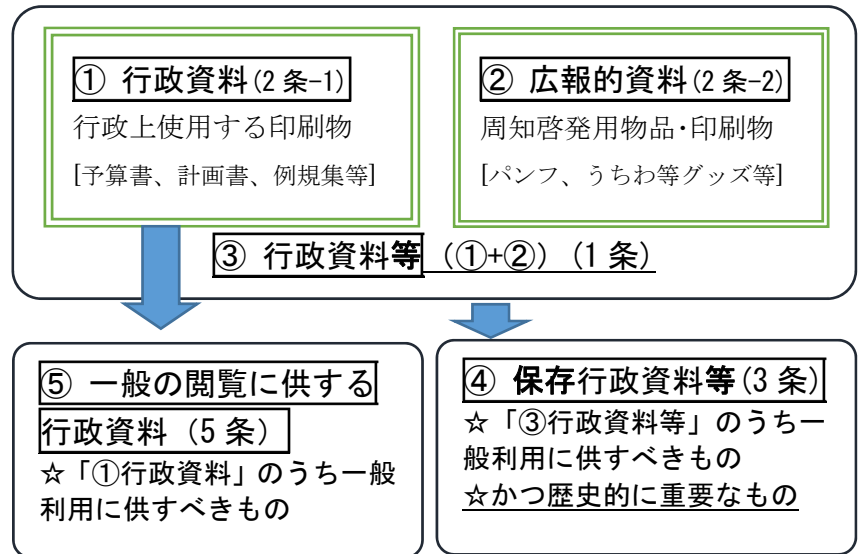 ① 行政資料(2条-1)
行政上使用する印刷物
[予算書、計画書、例規集等]
② 広報的資料(2条-2)
周知啓発用物品・印刷物
[パンフ、うちわ等グッズ等]
③ 行政資料等 (①+②) (1条)
⑤ 一般の閲覧に供する
行政資料 (5条)
☆「①行政資料」のうち一般
利用に供すべきもの
④ 保存行政資料等(3条)
☆「③行政資料等」のうち一
般利用に供すべきもの
☆かつ歴史的に重要なもの